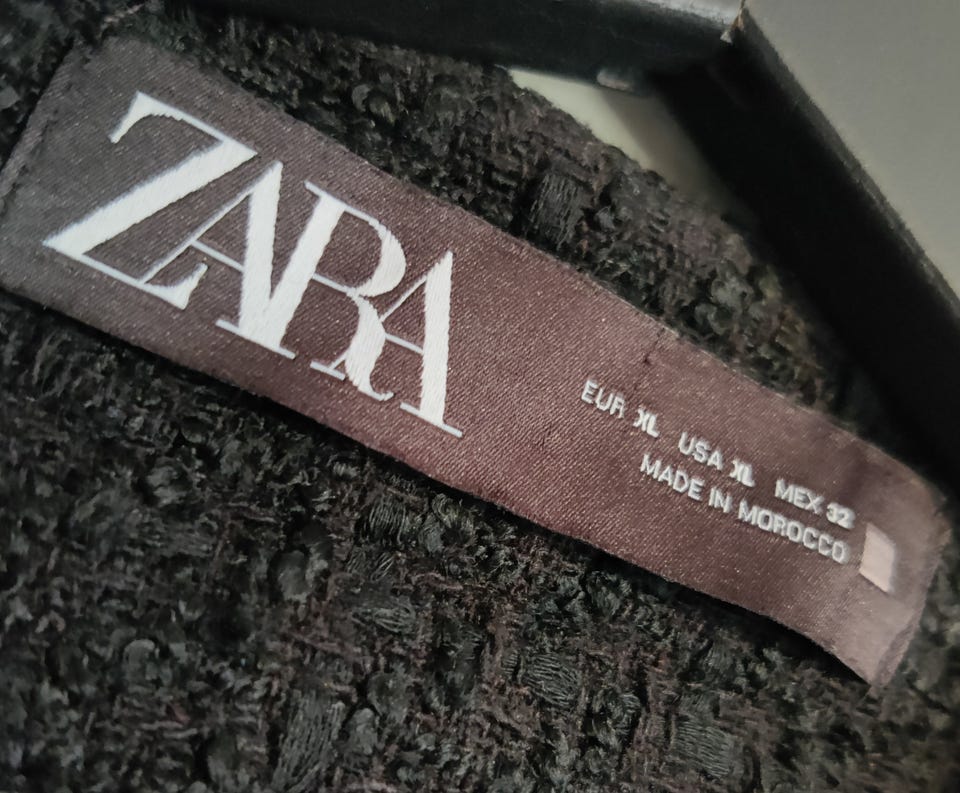 ZARA
EUR XL USA XL MEX 32
MADE IN MOROCCO